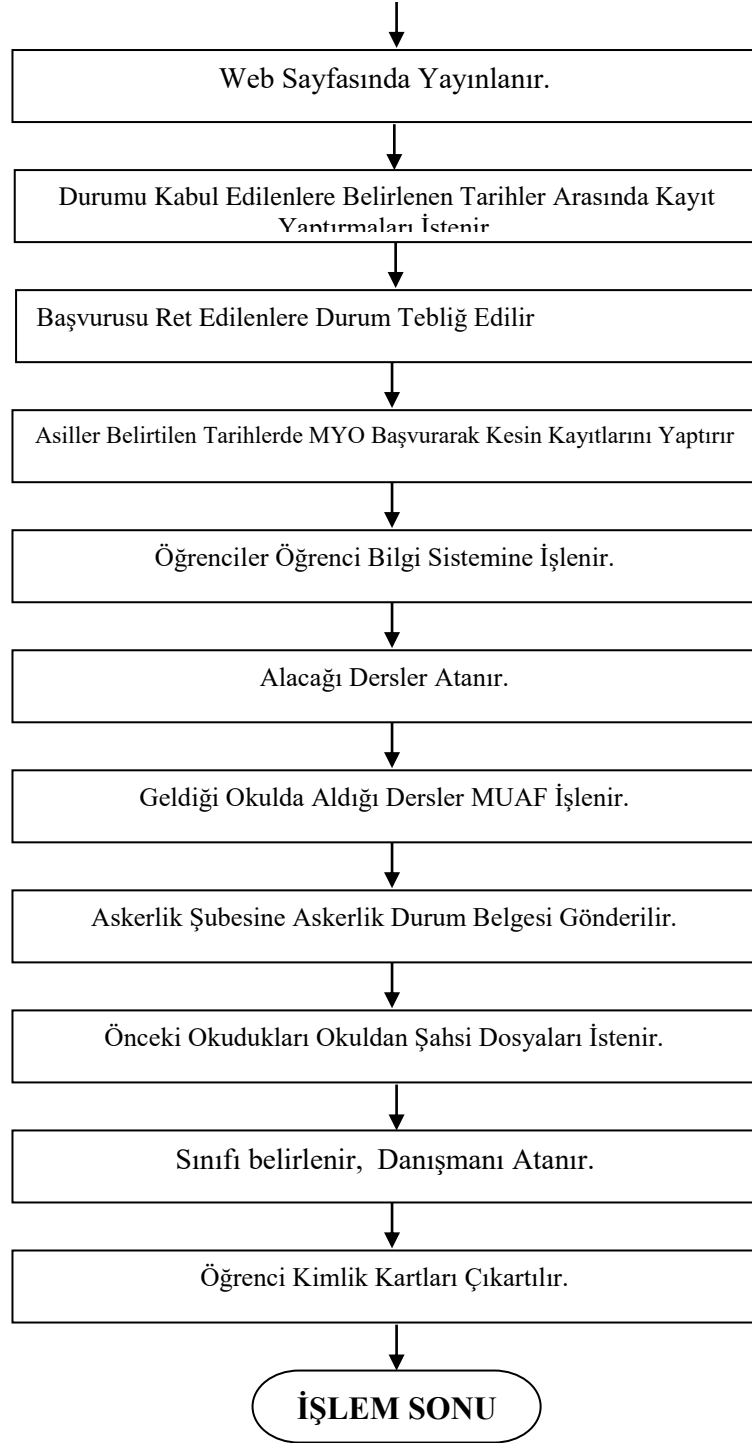 Web Sayfasında Yayınlanır.
Durumu Kabul Edilenlere Belirlenen Tarihler Arasında Kayıt
Yaptırmaları İstenir
Başvurusu Ret Edilenlere Durum Tebliğ Edilir
Asiller Belirtilen Tarihlerde MYO Başvurarak Kesin Kayıtlarını Yaptırır
Öğrenciler Öğrenci Bilgi Sistemine İşlenir.
Alacağı Dersler Atanır.
Geldiği Okulda Aldığı Dersler MUAF İşlenir.
Askerlik Şubesine Askerlik Durum Belgesi Gönderilir.
Önceki Okudukları Okuldan Şahsi Dosyaları İstenir.
Sınıfı belirlenir,  Danışmanı Atanır.
Öğrenci Kimlik Kartları Çıkartılır.
İŞLEM SONU